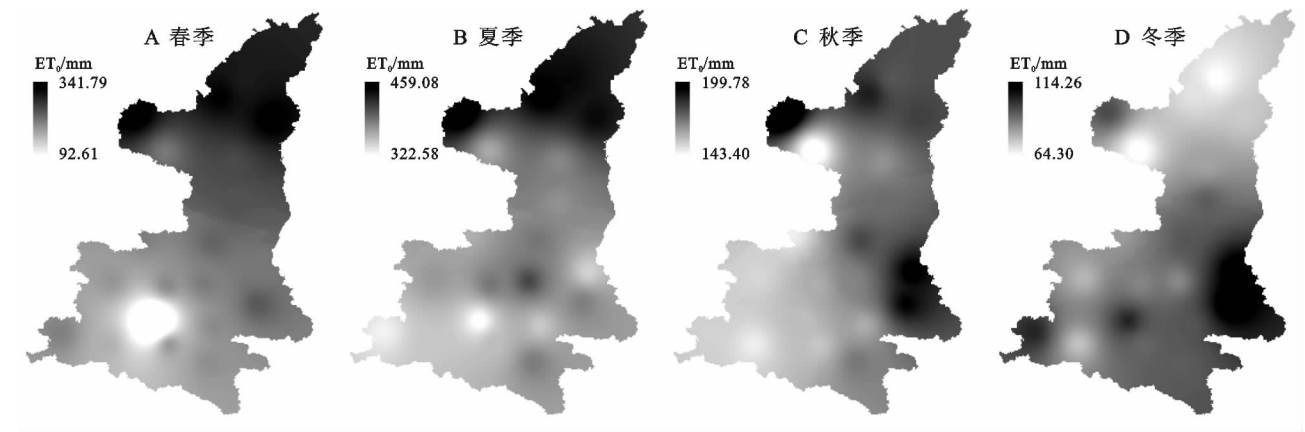 A 春季
ET₀/mm
341.79
92.61
B 夏季
ET₀/mm
459.08
322.58
C 秋季
ET₀/mm
199.78
143.40
D 冬季
ET₀/mm
114.26
64.30